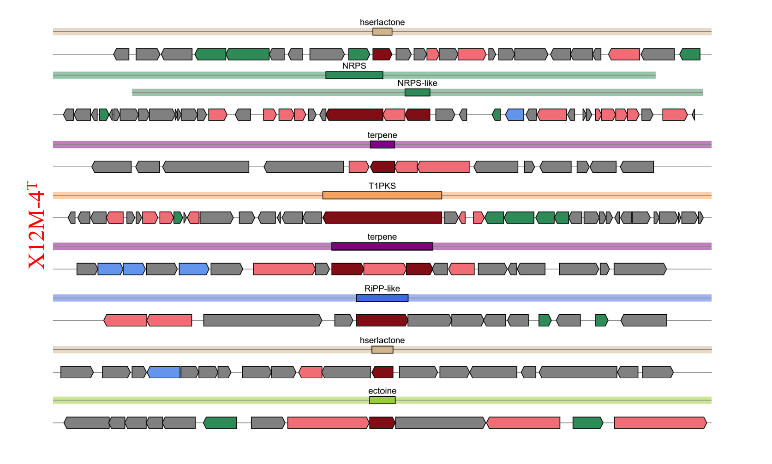 hserlactone
NRPS
NRPS-like
terpene
T1PKS
X12M-4ᵀ
terpene
RiPP-like
hserlactone
ectoine